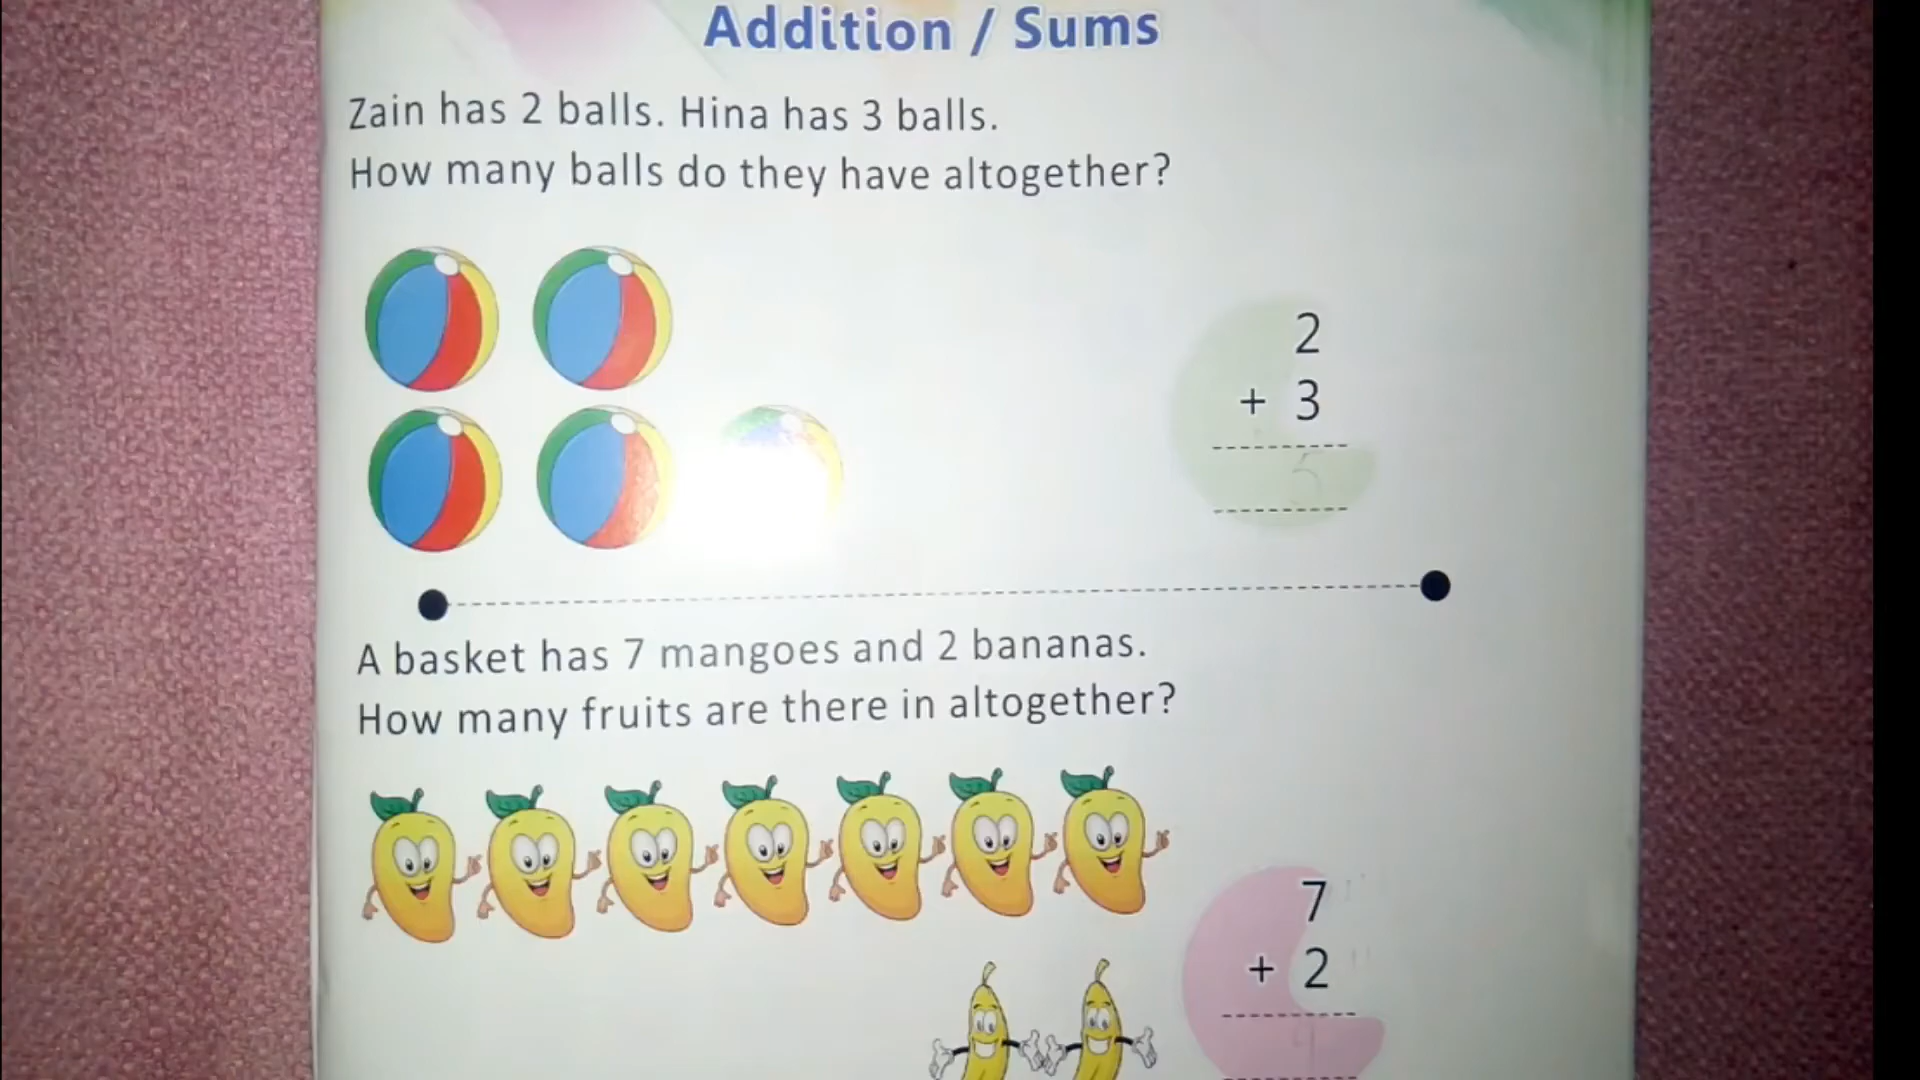 Addition / Sums
Zain has 2 balls. Hina has 3 balls.
How many balls do they have altogether?
2
+ 3
5
A basket has 7 mangoes and 2 bananas.
How many fruits are there in altogether?
7
+ 2